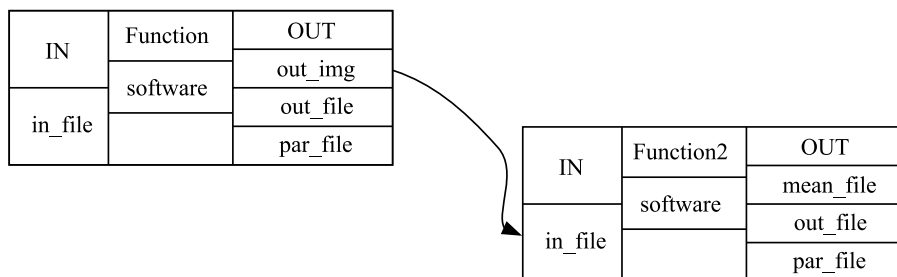 IN
Function
OUT
software
out_img
in_file
out_file
par_file
IN
Function2
OUT
software
mean_file
in_file
out_file
par_file